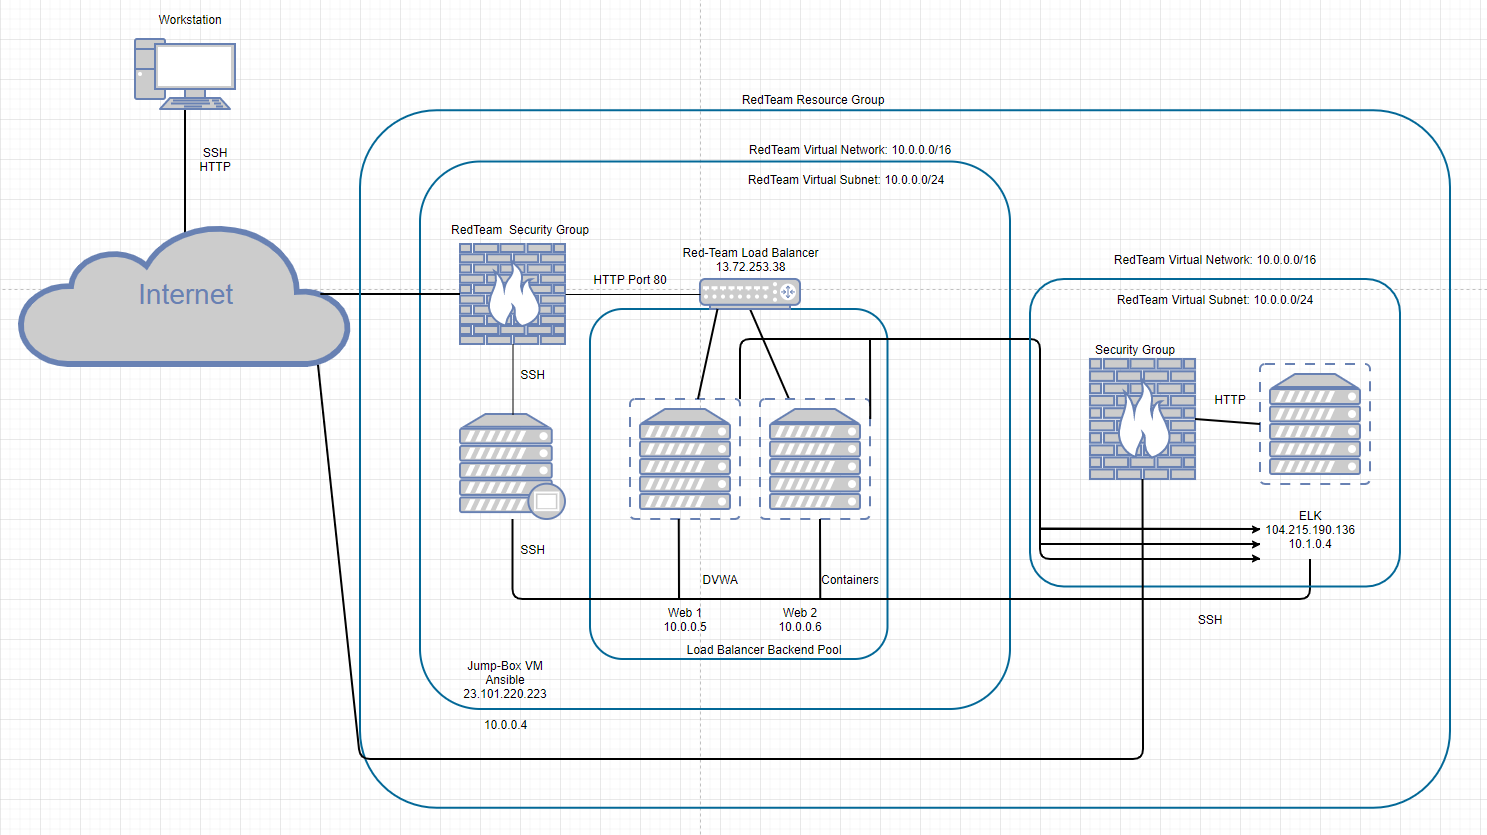 Workstation
SSH
HTTP
Internet
RedTeam Resource Group
RedTeam Virtual Network: 10.0.0.0/16
RedTeam Virtual Subnet: 10.0.0.0/24
RedTeam  Security Group
HTTP Port 80
Red-Team Load Balancer
13.72.253.38
SSH
SSH
DVWA
Containers
Web 1
10.0.0.5
Web 2
10.0.0.6
Load Balancer Backend Pool
Jump-Box VM
Ansible
23.101.220.223
10.0.0.4
RedTeam Virtual Network: 10.0.0.0/16
RedTeam Virtual Subnet: 10.0.0.0/24
Security Group
HTTP
ELK
104.215.190.136
10.1.0.4
SSH